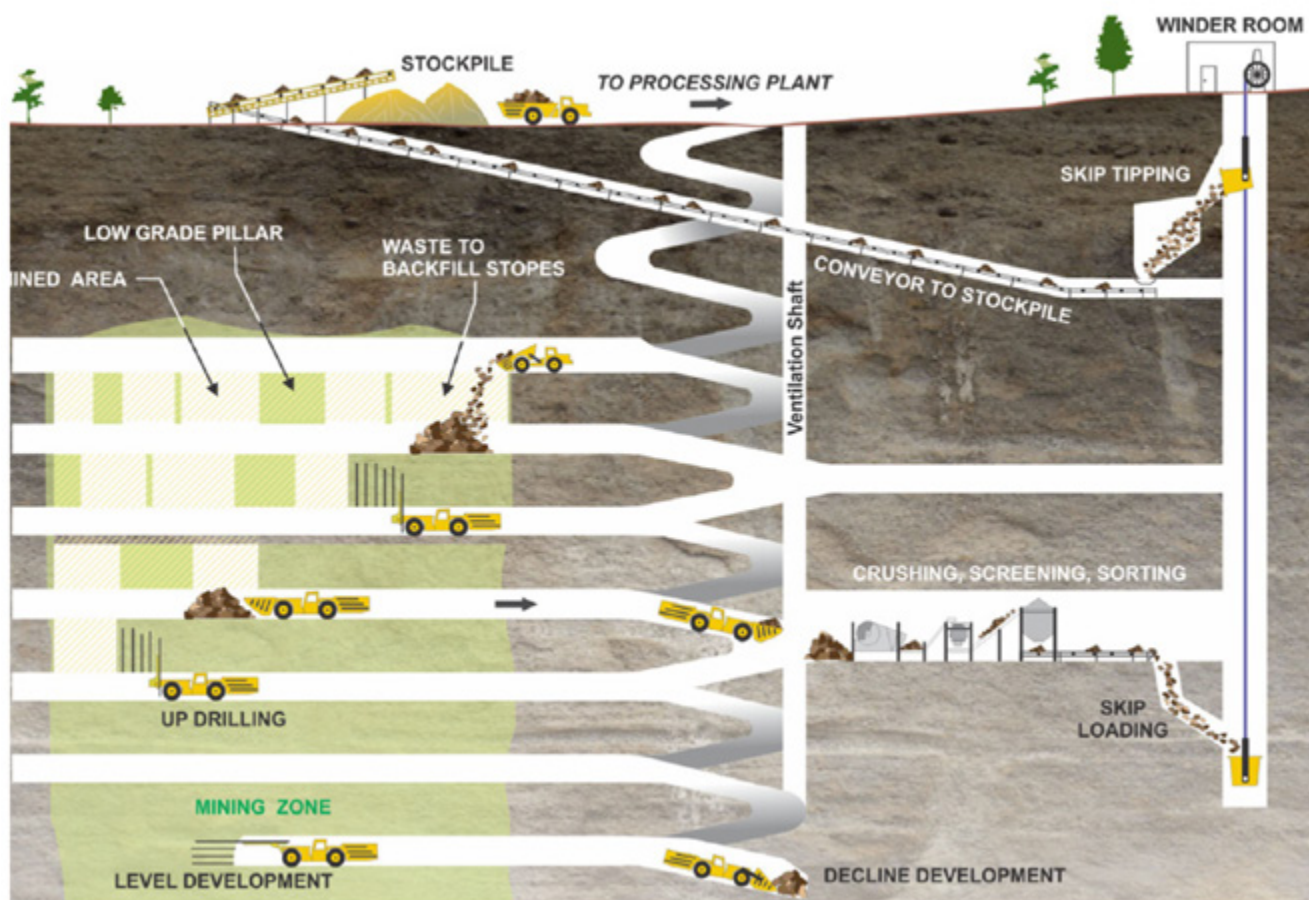 WINDER ROOM
STOCKPILE
TO PROCESSING PLANT
SKIP TIPPING
LOW GRADE PILLAR
WASTE TO
BACKFILL STOPES
INED AREA
CONVEYOR TO STOCKPILE
Ventilation Shaft
CRUSHING, SCREENING, SORTING
SKIP
LOADING
UP DRILLING
MINING ZONE
LEVEL DEVELOPMENT
DECLINE DEVELOPMENT